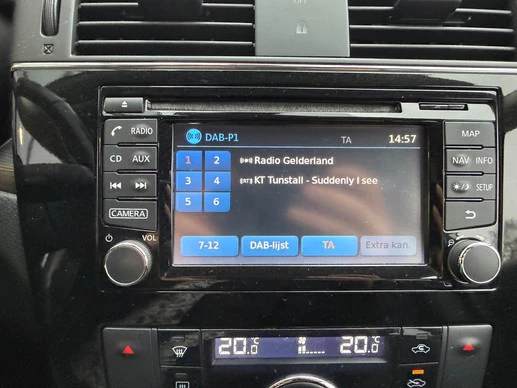 OFF
DAB-P1 TA 14:57
RADIO
MAP
1 2 Radio Gelderland
CD AUX
3 4 KT Tunstall - Suddenly I see
NAV INFO
5 6
SETUP
CAMERA
VOL
7-12 DAB-lijst TA Extra kan.
20.0°C 20.0°C